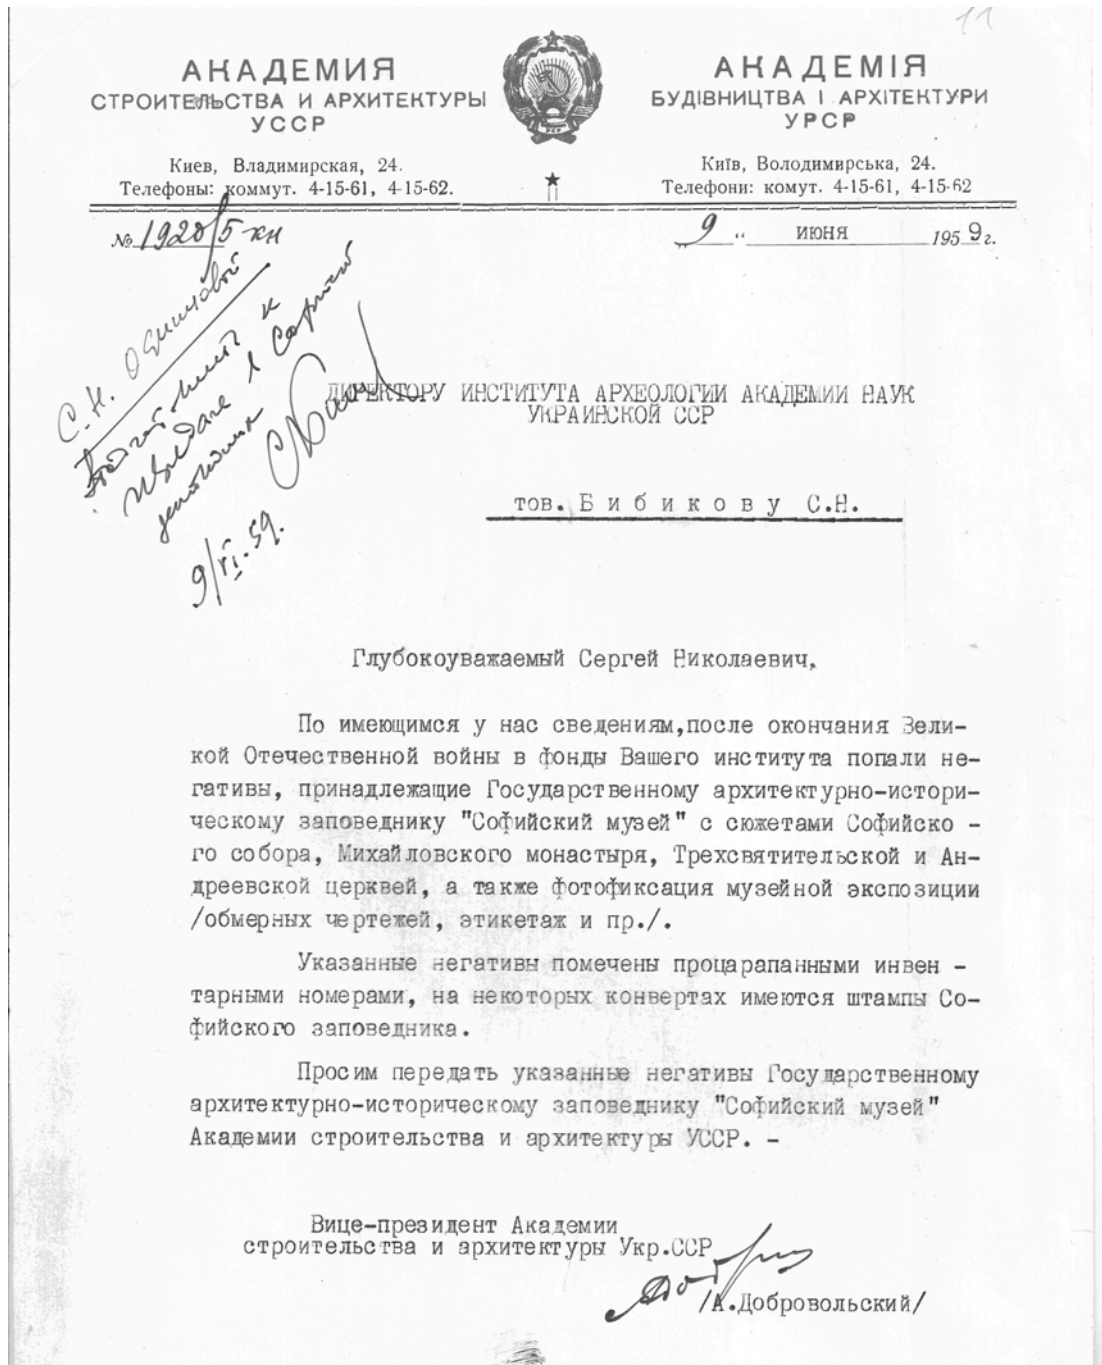 11
АКАДЕМИЯ
СТРОИТЕЛЬСТВА И АРХИТЕКТУРЫ
УССР
Киев, Владимирская, 24.
Телефоны: коммут. 4-15-61, 4-15-62.
АКАДЕМІЯ
БУДІВНИЦТВА І АРХІТЕКТУРИ
УРСР
Київ, Володимирська, 24.
Телефони: комут. 4-15-61, 4-15-62
№ 1920/5 кн
9 " июня 1959 г.
С.Н. Одинцовой
к
9/VI.59.
ДИРЕКТОРУ ИНСТИТУТА АРХЕОЛОГИИ АКАДЕМИИ НАУК
УКРАИНСКОЙ ССР
тов. Б и б и к о в у С.Н.
Глубокоуважаемый Сергей Николаевич,
По имеющимся у нас сведениям,после окончания Вели-
кой Отечественной войны в фонды Вашего института попали не-
гативы, принадлежащие Государственному архитектурно-истори-
ческому заповеднику "Софийский музей" с сюжетами Софийско -
го собора, Михайловского монастыря, Трехсвятительской и Ан-
дреевской церквей, а также фотофиксация музейной экспозиции
/обмерных чертежей, этикетаж и пр./.
Указанные негативы помечены процарапанными инвен -
тарными номерами, на некоторых конвертах имеются штампы Со-
фийского заповедника.
Просим передать указанные негативы Государственному
архитектурно-историческому заповеднику "Софийский музей"
Академии строительства и архитектуры УССР. -
Вице-президент Академии
строительства и архитектуры Укр.ССР
/А.Добровольский/